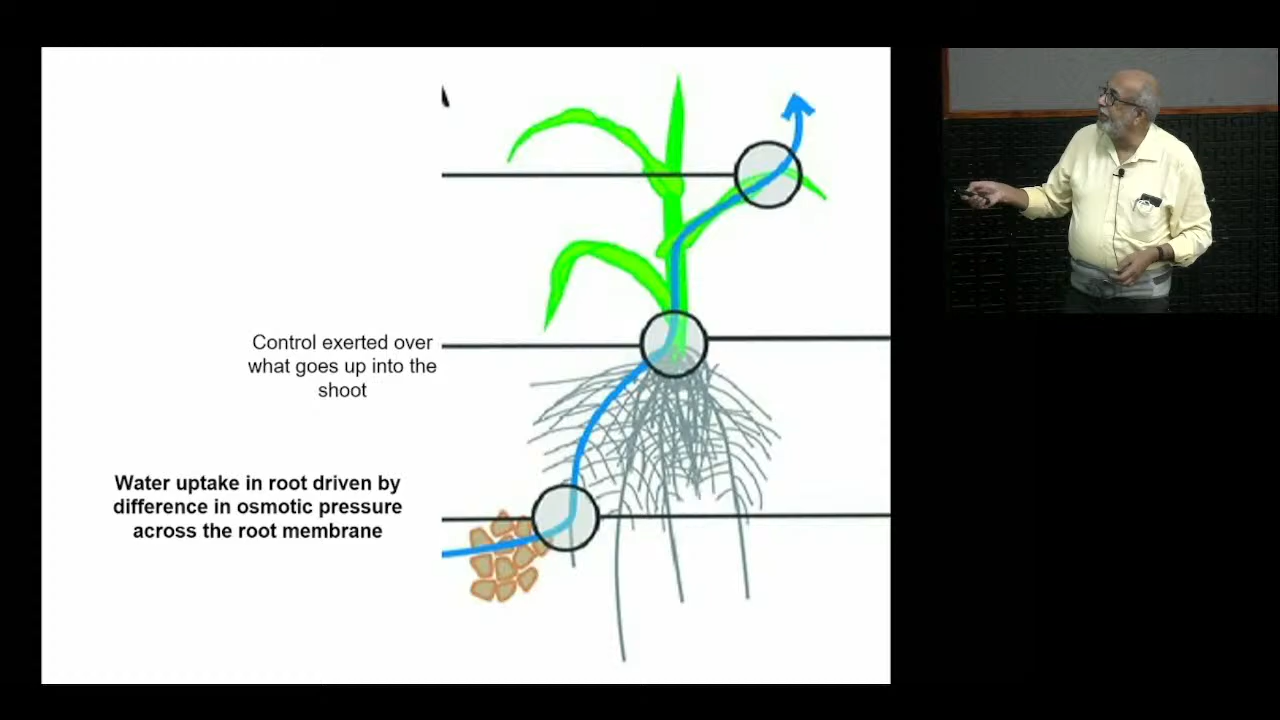 Control exerted over
what goes up into the
shoot
Water uptake in root driven by
difference in osmotic pressure
across the root membrane